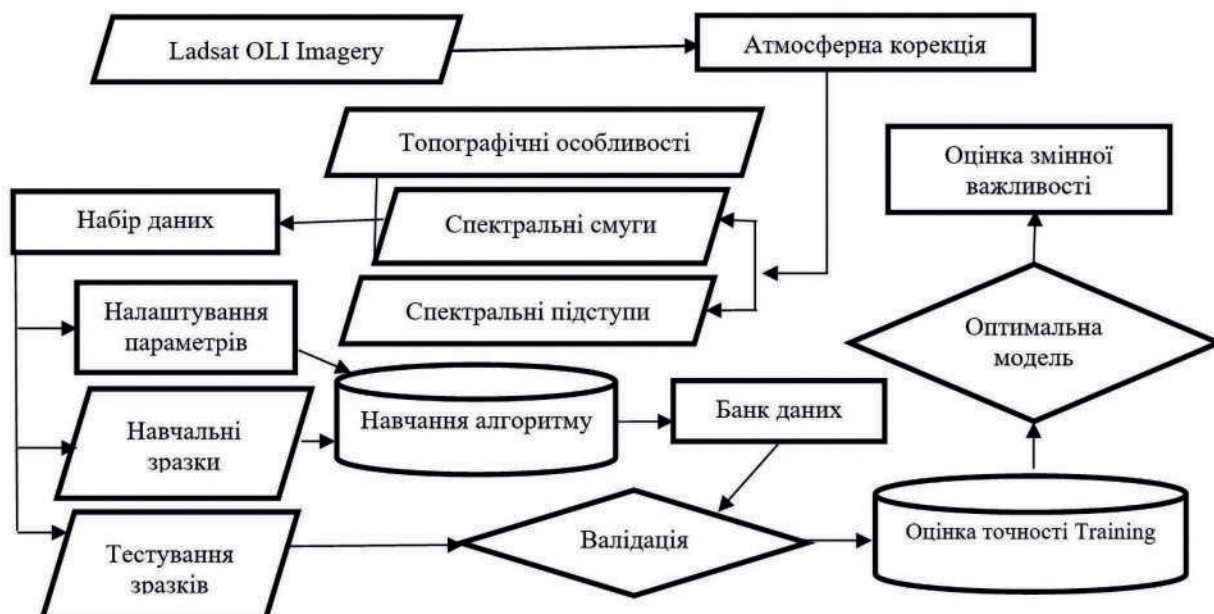 Ladsat OLI Imagery
Атмосферна корекція
Топографічні особливості
Оцінка змінної
важливості
Набір даних
Спектральні смуги
Спектральні підступи
Налаштування
параметрів
Оптимальна
модель
Навчання алгоритму
Банк даних
Навчальні
зразки
Валідація
Оцінка точності Training
Тестування
зразків